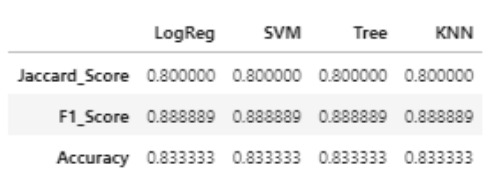 LogReg SVM Tree KNN
Jaccard_Score 0.800000 0.800000 0.800000 0.800000
F1_Score 0.888889 0.888889 0.888889 0.888889
Accuracy 0.833333 0.833333 0.833333 0.833333